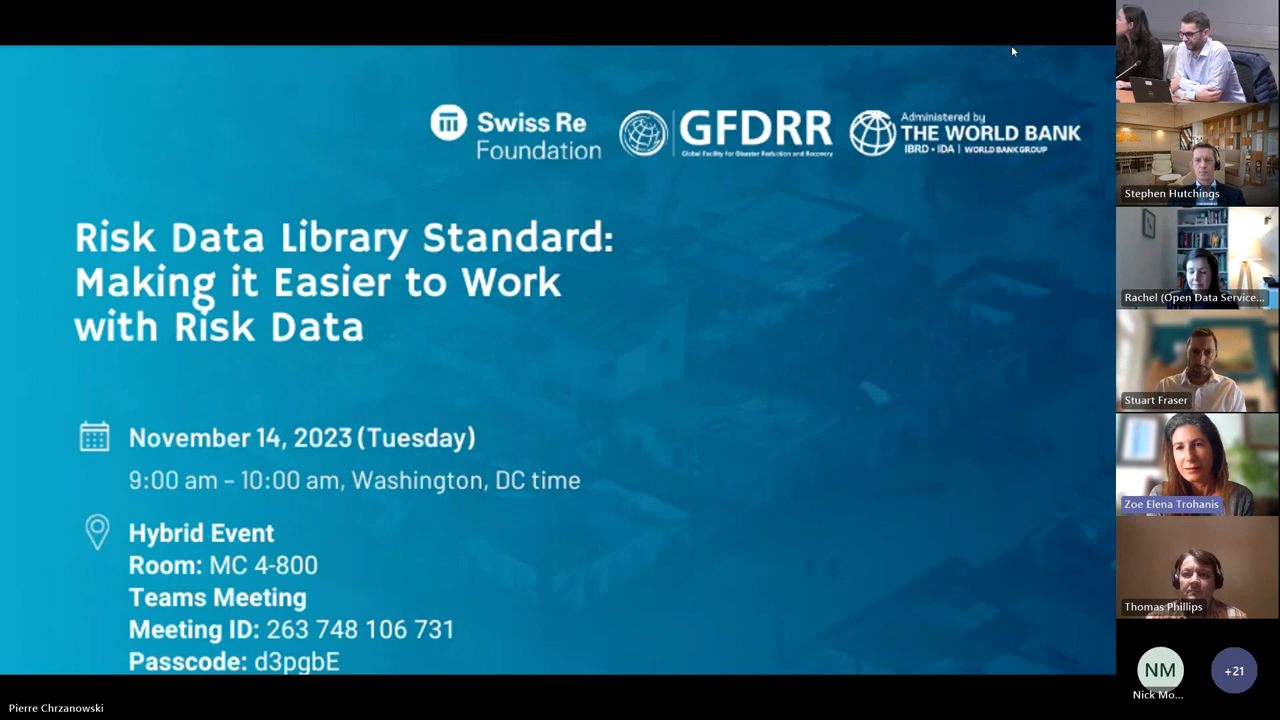 Swiss Re
Foundation
GFDRR
Global Facility for Disaster Reduction and Recovery
Administered by
THE WORLD BANK
IBRD • IDA | WORLD BANK GROUP
Risk Data Library Standard:
Making it Easier to Work
with Risk Data
November 14, 2023 (Tuesday)
9:00 am – 10:00 am, Washington, DC time
Hybrid Event
Room: MC 4-800
Teams Meeting
Meeting ID: 263 748 106 731
Passcode: d3pgbE
Pierre Chrzanowski
Stephen Hutchings
Rachel (Open Data Service...
Stuart Fraser
Zoe Elena Trohanis
Thomas Phillips
NM
Nick Mo...
+21